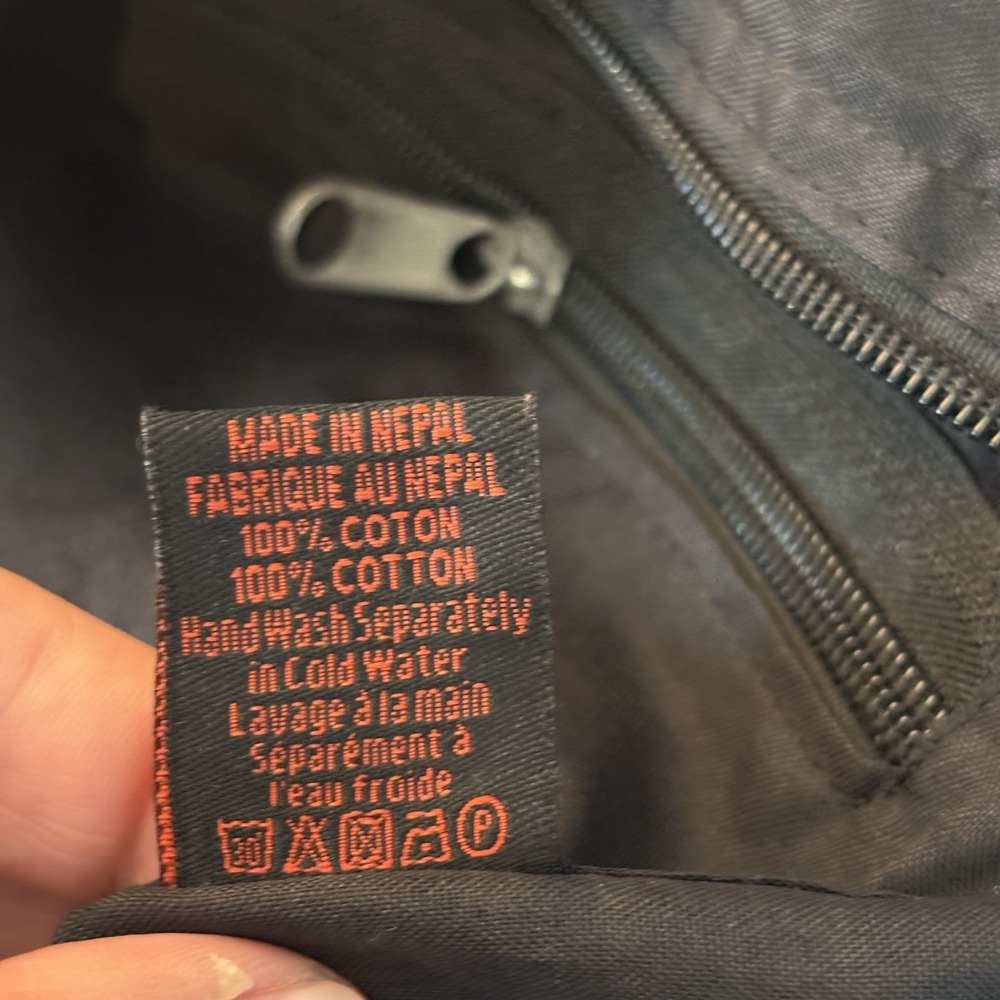 MADE IN NEPAL
FABRIQUE AU NEPAL
100% COTON
100% COTTON
Hand Wash Separately
in Cold Water
Lavage à la main
Séparément à
l'eau froide
30 P